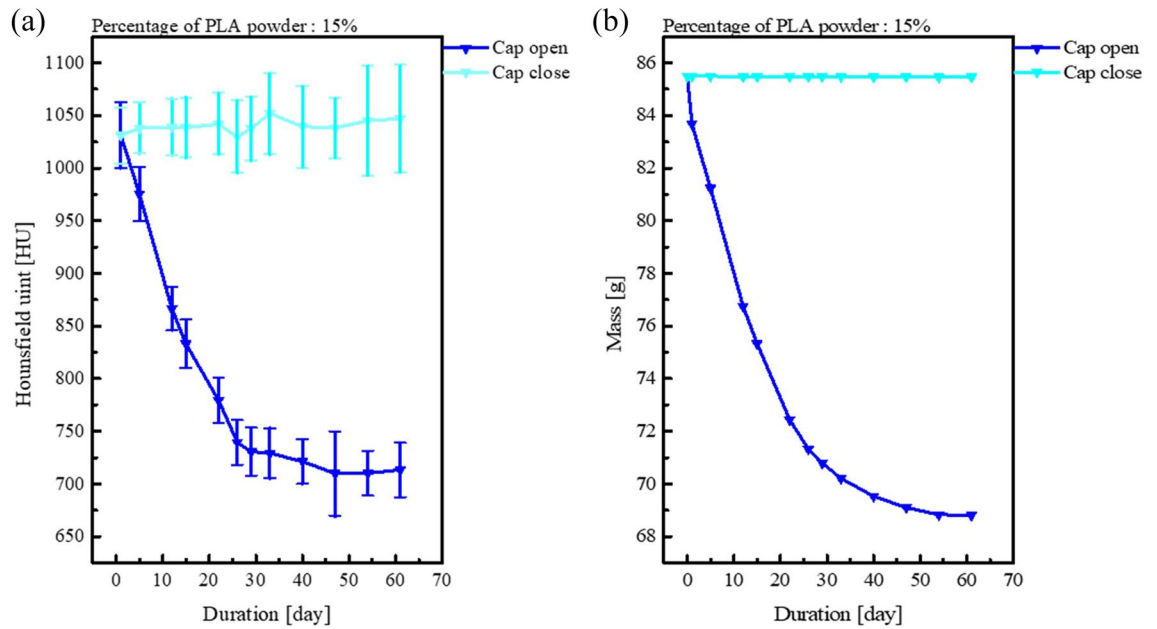 (a)
Percentage of PLA powder : 15%
Cap open
Cap close
1100
1050
1000
950
900
850
800
750
700
650
Hounsfield uint [HU]
0 10 20 30 40 50 60 70
Duration [day]
(b)
Percentage of PLA powder : 15%
Cap open
Cap close
86
84
82
80
78
76
74
72
70
68
Mass [g]
0 10 20 30 40 50 60 70
Duration [day]